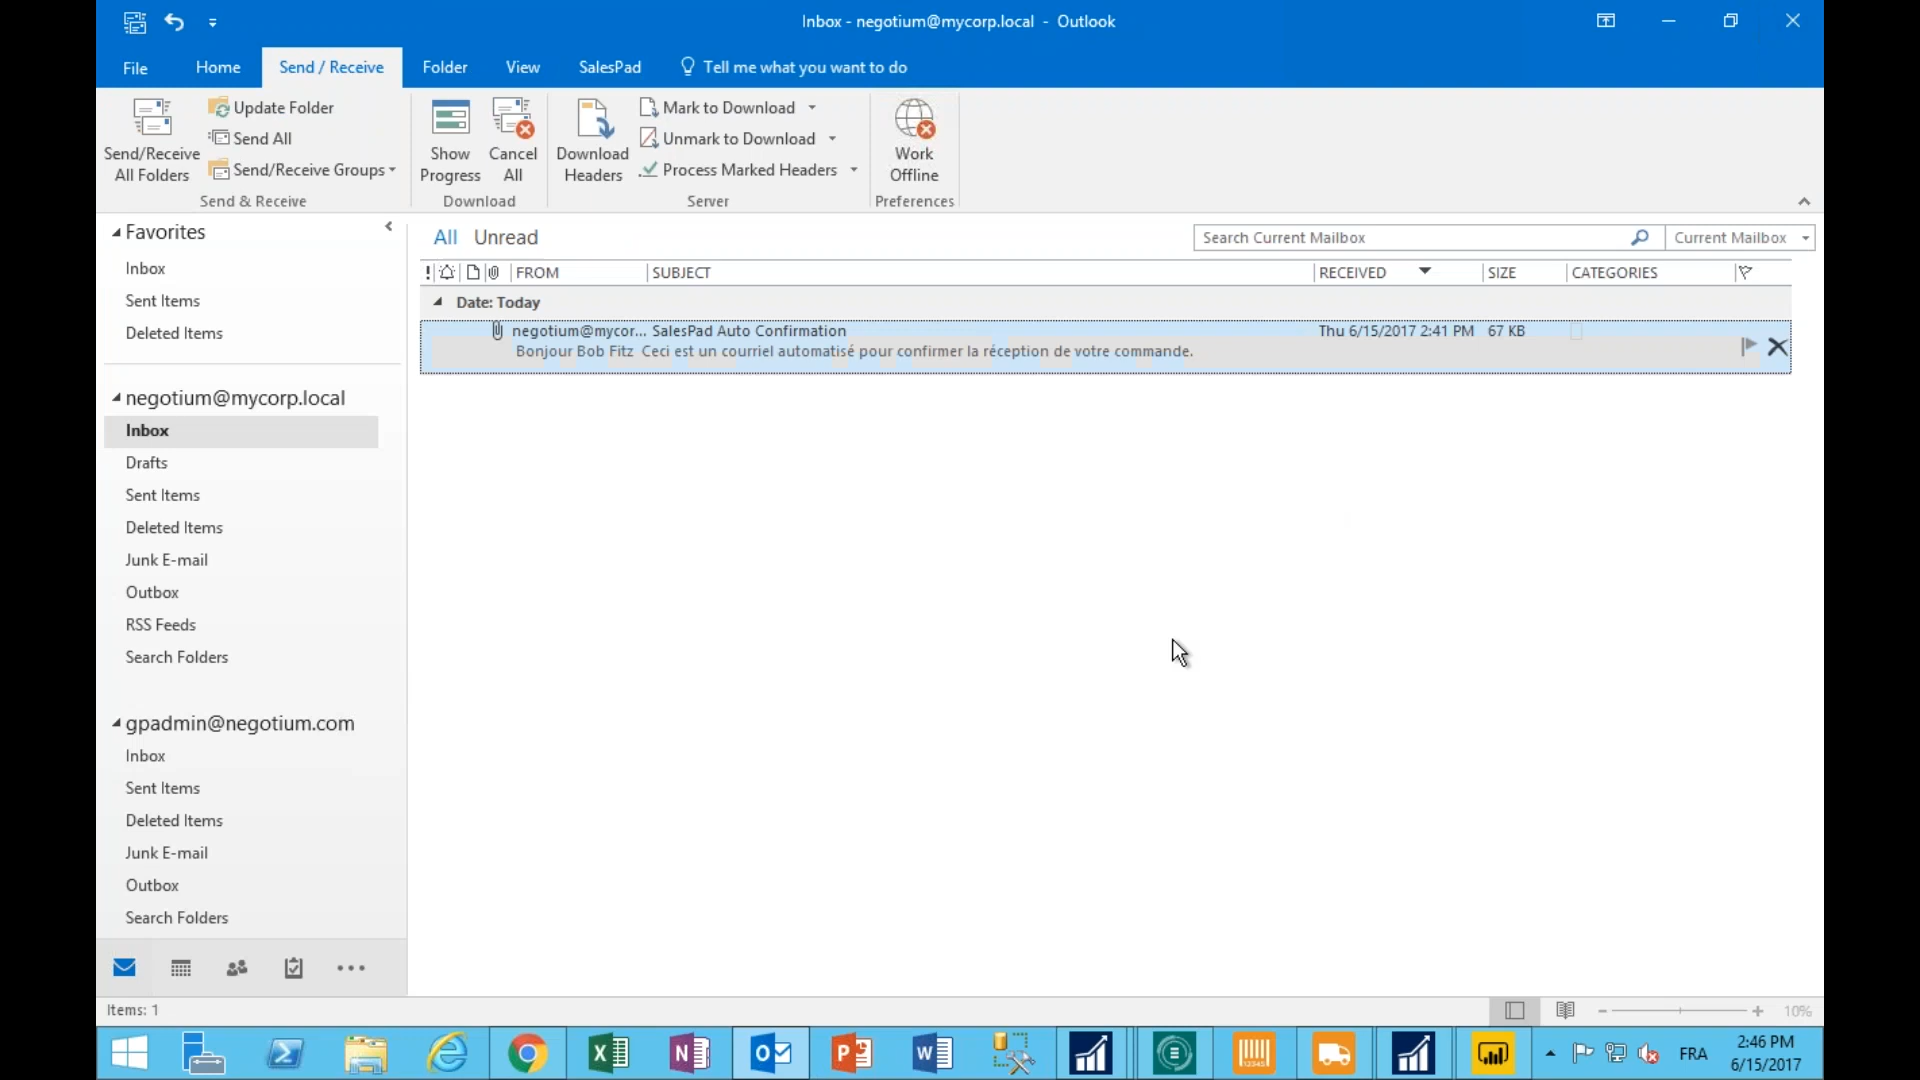 Inbox - negotium@mycorp.local - Outlook
File Home Send / Receive Folder View SalesPad Tell me what you want to do
Send/Receive All Folders
Update Folder
Send All
Send/Receive Groups
Send & Receive
Show Progress
Cancel All
Download
Download Headers
Mark to Download
Unmark to Download
Process Marked Headers
Server
Work Offline
Preferences
Favorites
Inbox
Sent Items
Deleted Items
negotium@mycorp.local
Inbox
Drafts
Sent Items
Deleted Items
Junk E-mail
Outbox
RSS Feeds
Search Folders
gpadmin@negotium.com
Inbox
Sent Items
Deleted Items
Junk E-mail
Outbox
Search Folders
All Unread
Search Current Mailbox Current Mailbox
! FROM SUBJECT RECEIVED SIZE CATEGORIES
Date: Today
negotium@mycor... SalesPad Auto Confirmation Thu 6/15/2017 2:41 PM 67 KB
Bonjour Bob Fitz Ceci est un courriel automatisé pour confirmer la réception de votre commande.
Items: 1
10%
FRA
2:46 PM
6/15/2017